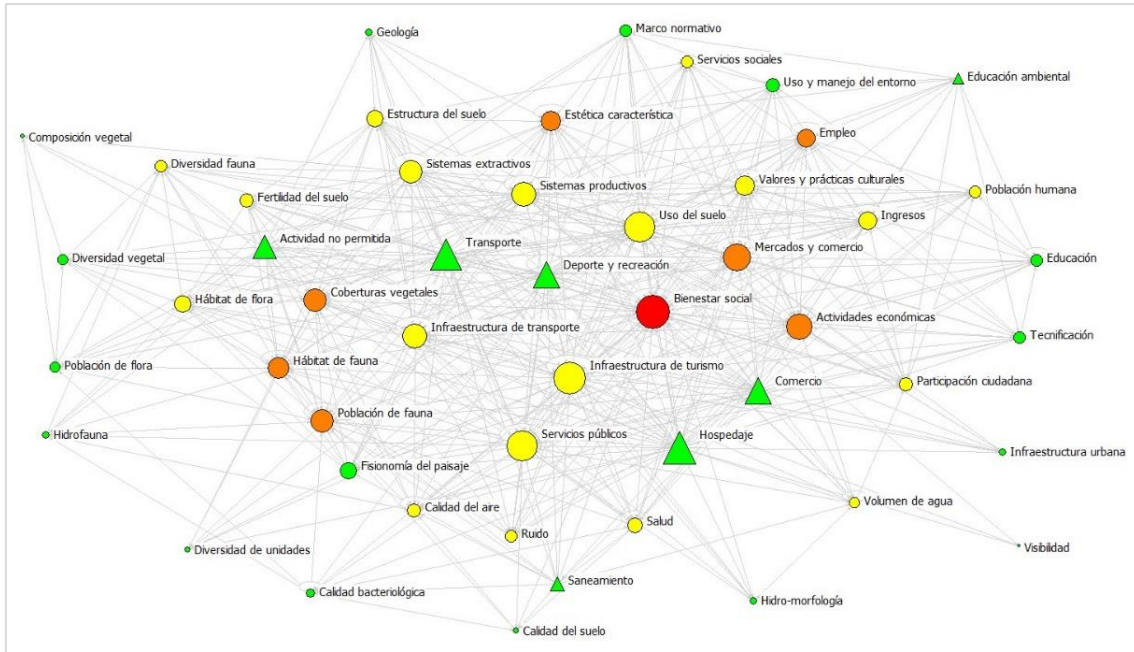 Geología
Marco normativo
Servicios sociales
Educación ambiental
Uso y manejo del entorno
Estructura del suelo
Estética característica
Composición vegetal
Empleo
Diversidad fauna
Sistemas extractivos
Sistemas productivos
Valores y prácticas culturales
Población humana
Fertilidad del suelo
Uso del suelo
Ingresos
Actividad no permitida
Transporte
Mercados y comercio
Diversidad vegetal
Deporte y recreación
Educación
Hábitat de flora
Coberturas vegetales
Bienestar social
Actividades económicas
Infraestructura de transporte
Tecnificación
Población de flora
Hábitat de fauna
Infraestructura de turismo
Comercio
Participación ciudadana
Población de fauna
Hidrofauna
Servicios públicos
Hospedaje
Infraestructura urbana
Fisionomía del paisaje
Calidad del aire
Volumen de agua
Ruido
Salud
Diversidad de unidades
Visibilidad
Saneamiento
Calidad bacteriológica
Hidro-morfología
Calidad del suelo